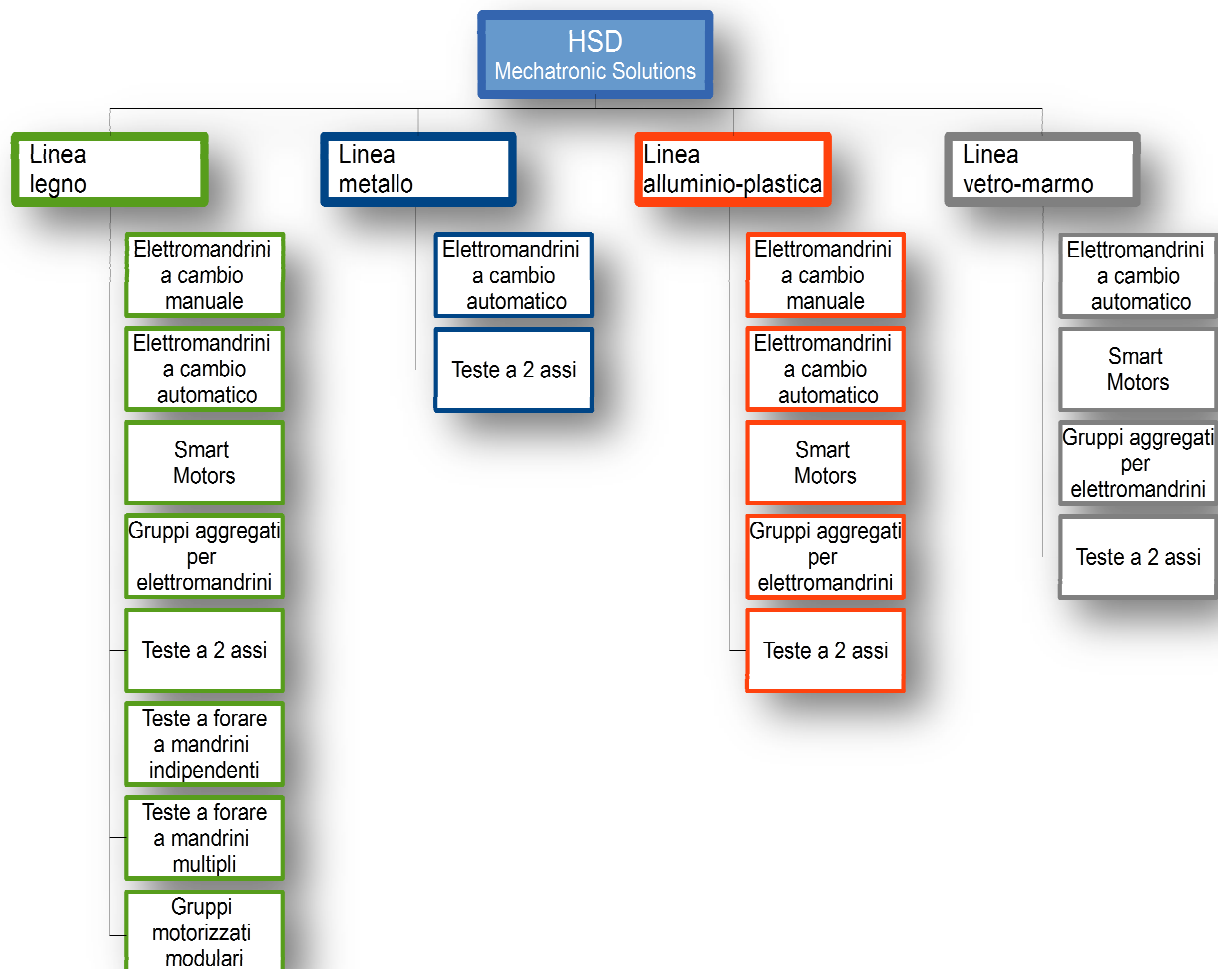 HSD
Mechatronic Solutions
Linea
legno
Elettromandrini
a cambio
manuale
Elettromandrini
a cambio
automatico
Smart
Motors
Gruppi aggregati
per
elettromandrini
Teste a 2 assi
Teste a forare
a mandrini
indipendenti
Teste a forare
a mandrini
multipli
Gruppi
motorizzati
modulari
Linea
metallo
Elettromandrini
a cambio
automatico
Teste a 2 assi
Linea
alluminio-plastica
Elettromandrini
a cambio
manuale
Elettromandrini
a cambio
automatico
Smart
Motors
Gruppi aggregati
per
elettromandrini
Teste a 2 assi
Linea
vetro-marmo
Elettromandrini
a cambio
automatico
Smart
Motors
Gruppi aggregati
per
elettromandrini
Teste a 2 assi